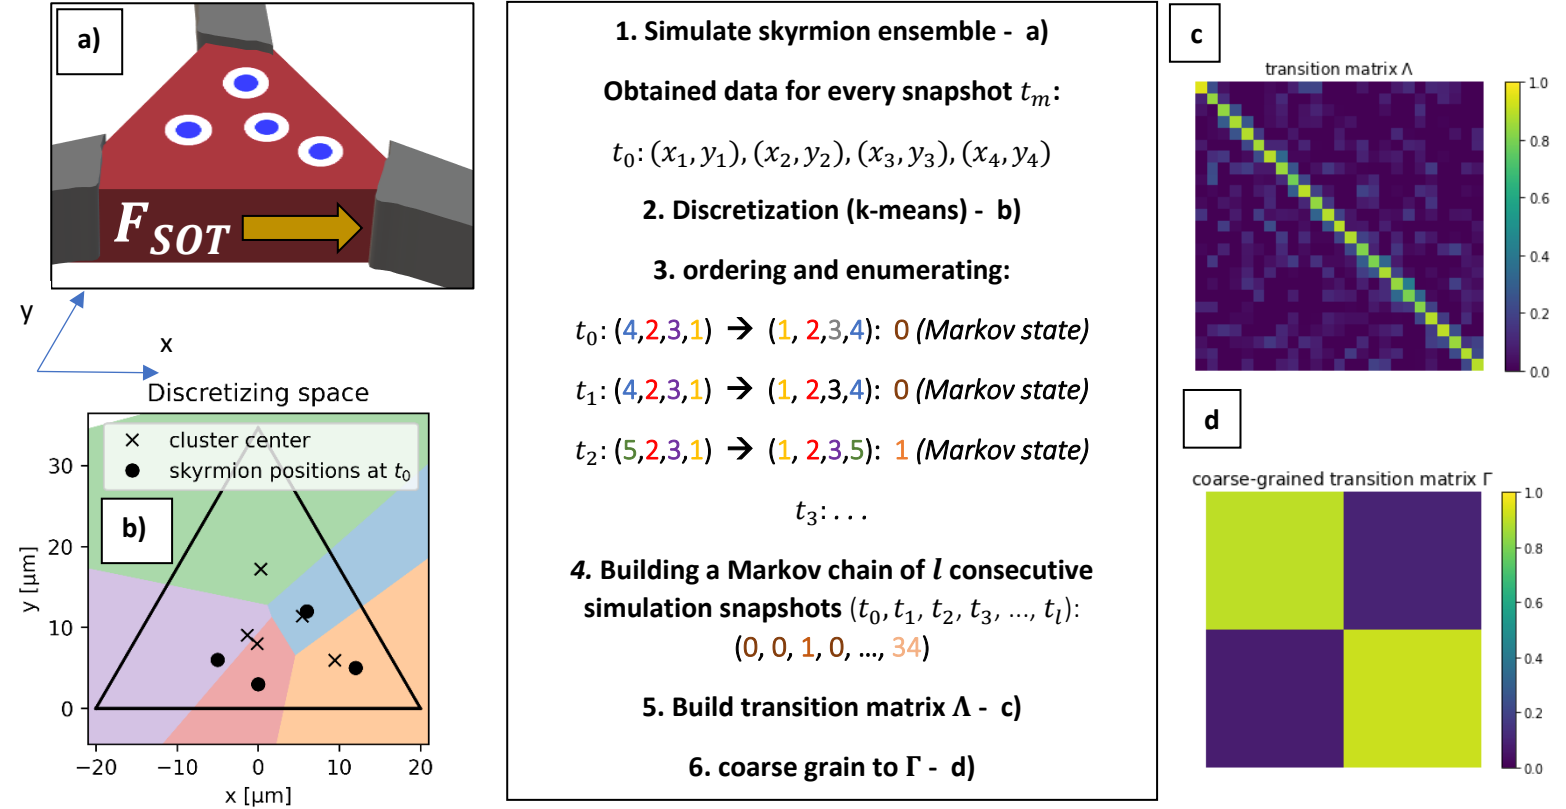 a)
F_SOT
y
x
Discretizing space
cluster center
skyrmion positions at t₀
b)
30
20
10
0
y [µm]
−20 −10 0 10 20
x [µm]
1. Simulate skyrmion ensemble - a)
Obtained data for every snapshot tₘ:
t₀: (x₁, y₁), (x₂, y₂), (x₃, y₃), (x₄, y₄)
2. Discretization (k-means) - b)
3. ordering and enumerating:
t₀: (4,2,3,1) → (1, 2,3,4): 0 (Markov state)
t₁: (4,2,3,1) → (1, 2,3,4): 0 (Markov state)
t₂: (5,2,3,1) → (1, 2,3,5): 1 (Markov state)
t₃: . . .
4. Building a Markov chain of l consecutive
simulation snapshots (t₀, t₁, t₂, t₃, ..., tₗ):
(0, 0, 1, 0, …, 34)
5. Build transition matrix Λ - c)
6. coarse grain to Γ - d)
c
transition matrix Λ
1.0
0.8
0.6
0.4
0.2
0.0
d
coarse-grained transition matrix Γ
1.0
0.8
0.6
0.4
0.2
0.0